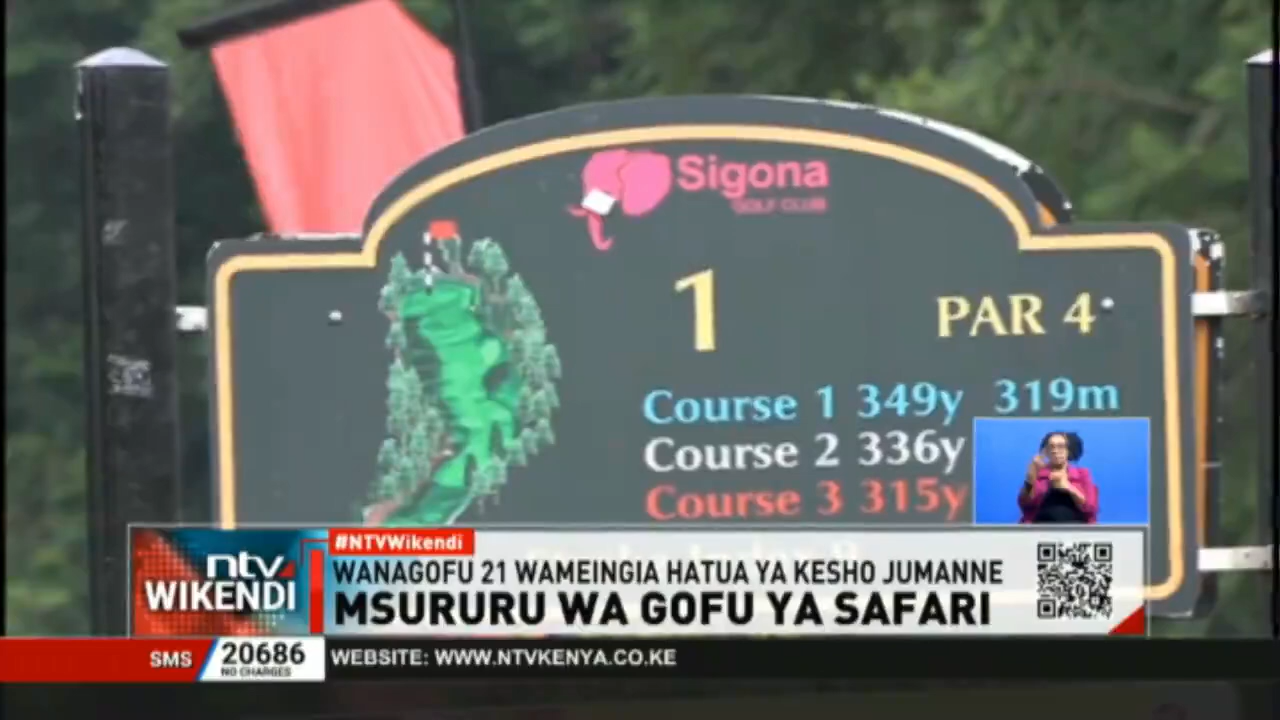 Sigona
GOLF CLUB
1
PAR 4
Course 1 349y 319m
Course 2 336y
Course 3 315y
#NTVWikendi
ntv
WIKENDI
WANAGOFU 21 WAMEINGIA HATUA YA KESHO JUMANNE
MSURURU WA GOFU YA SAFARI
SMS
20686
NO CHARGES
WEBSITE: WWW.NTVKENYA.CO.KE